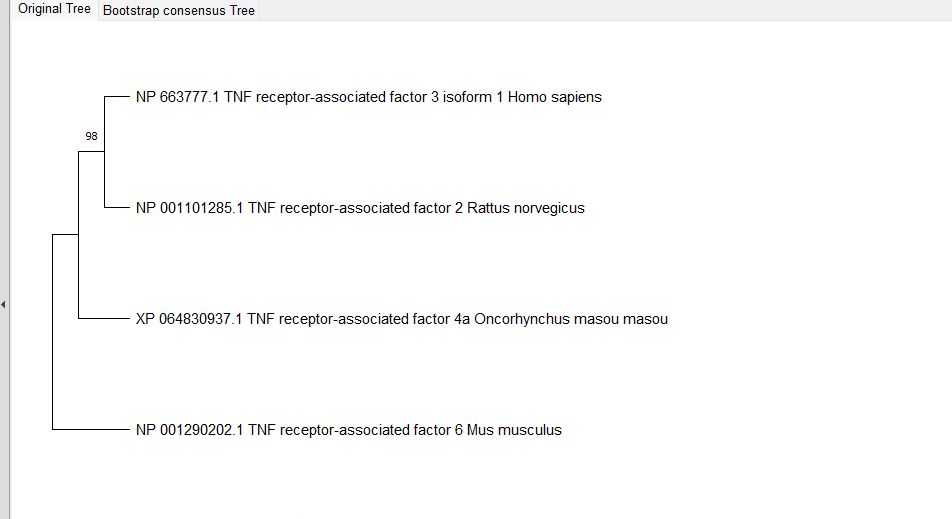 Original Tree Bootstrap consensus Tree
NP 663777.1 TNF receptor-associated factor 3 isoform 1 Homo sapiens
98
NP 001101285.1 TNF receptor-associated factor 2 Rattus norvegicus
XP 064830937.1 TNF receptor-associated factor 4a Oncorhynchus masou masou
NP 001290202.1 TNF receptor-associated factor 6 Mus musculus